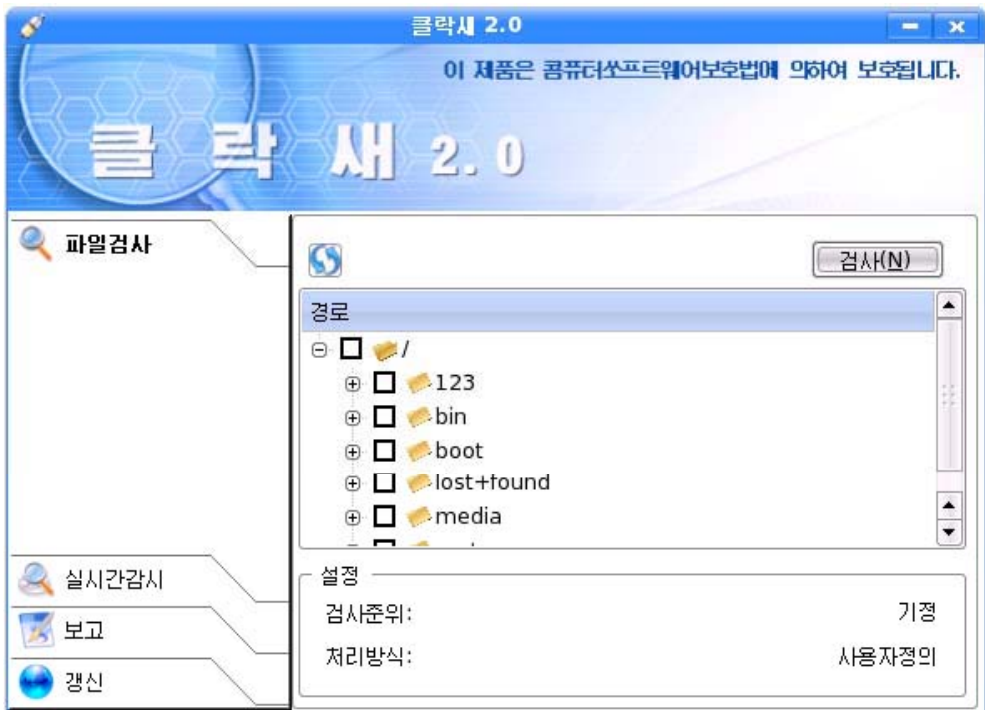 클락새 2.0
이 제품은 콤퓨터쏘프트웨어보호법에 의하여 보호됩니다.
클락새 2.0
파일검사
검사(N)
경로
/
123
bin
boot
lost+found
media
실시간감시
보고
갱신
설정
검사준위: 기정
처리방식: 사용자정의